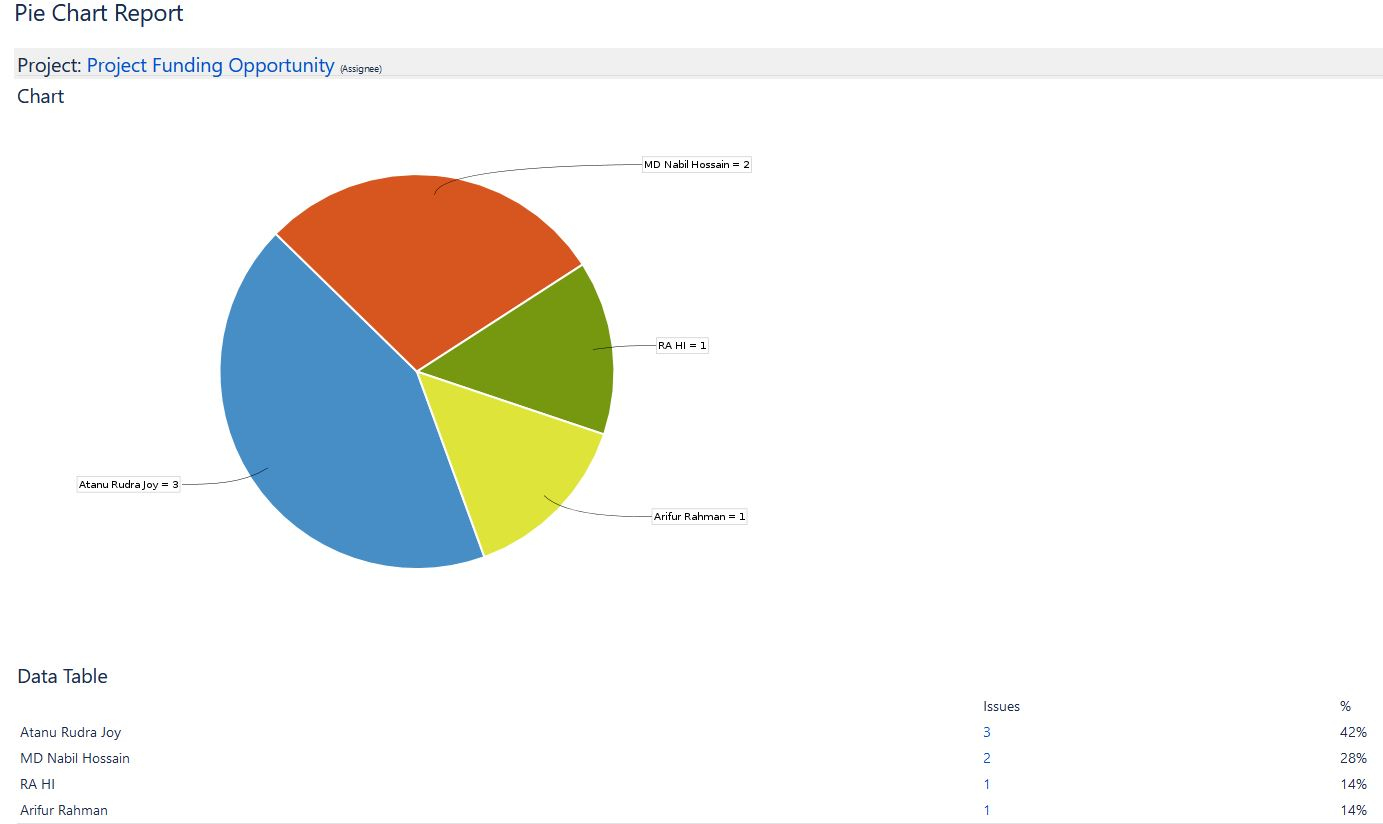 Pie Chart Report
Project: Project Funding Opportunity (Assignee)
Chart
MD Nabil Hossain = 2
RA HI = 1
Atanu Rudra Joy = 3
Arifur Rahman = 1
Data Table
Issues %
Atanu Rudra Joy 3 42%
MD Nabil Hossain 2 28%
RA HI 1 14%
Arifur Rahman 1 14%